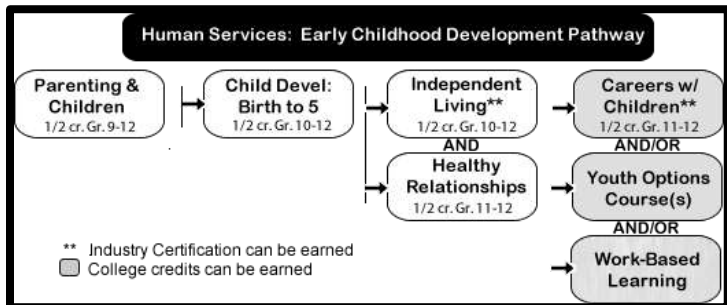 Human Services: Early Childhood Development Pathway
Parenting &
Children
1/2 cr. Gr. 9-12
Child Devel:
Birth to 5
1/2 cr. Gr. 10-12
Independent
Living**
1/2 cr. Gr. 10-12
AND
Healthy
Relationships
1/2 cr. Gr. 11-12
Careers w/
Children**
1/2 cr. Gr. 11-12
AND/OR
Youth Options
Course(s)
AND/OR
Work-Based
Learning
** Industry Certification can be earned
College credits can be earned